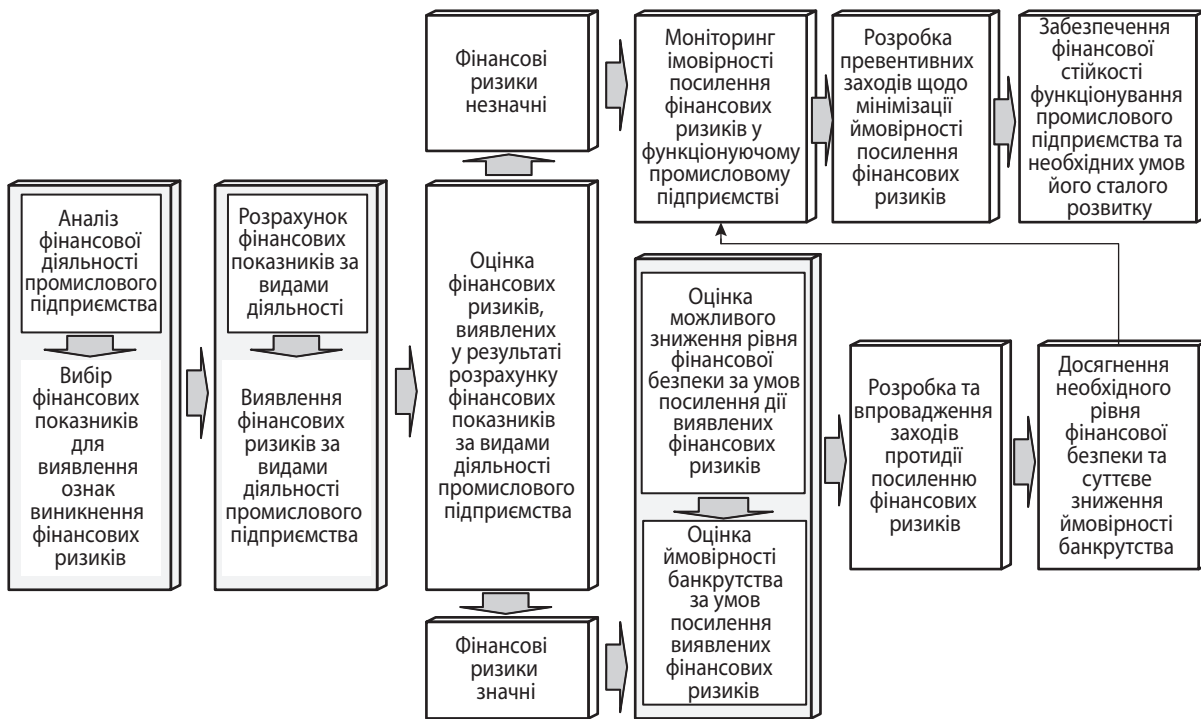 Аналіз
фінансової
діяльності
промислового
підприємства
Вибір
фінансових
показників
для
виявлення
ознак
виникнення
фінансових
ризиків
Розрахунок
фінансових
показників за
видами
діяльності
Виявлення
фінансових
ризиків за
видами
діяльності
промислового
підприємства
Фінансові
ризики
незначні
Оцінка
фінансових
ризиків,
виявлених
у результаті
розрахунку
фінансових
показників
за видами
діяльності
промислового
підприємства
Фінансові
ризики
значні
Моніторинг
імовірності
посилення
фінансових
ризиків у
функціонуючому
промисловому
підприємстві
Розробка
превентивних
заходів щодо
мінімізації
ймовірності
посилення
фінансових
ризиків
Забезпечення
фінансової
стійкості
функціонування
промислового
підприємства та
необхідних умов
його сталого
розвитку
Оцінка
можливого
зниження рівня
фінансової
безпеки за умов
посилення дії
виявлених
фінансових
ризиків
Оцінка
ймовірності
банкрутства
за умов
посилення
виявлених
фінансових
ризиків
Розробка та
впровадження
заходів
протидії
посиленню
фінансових
ризиків
Досягнення
необхідного
рівня
фінансової
безпеки та
суттєве
зниження
ймовірності
банкрутства